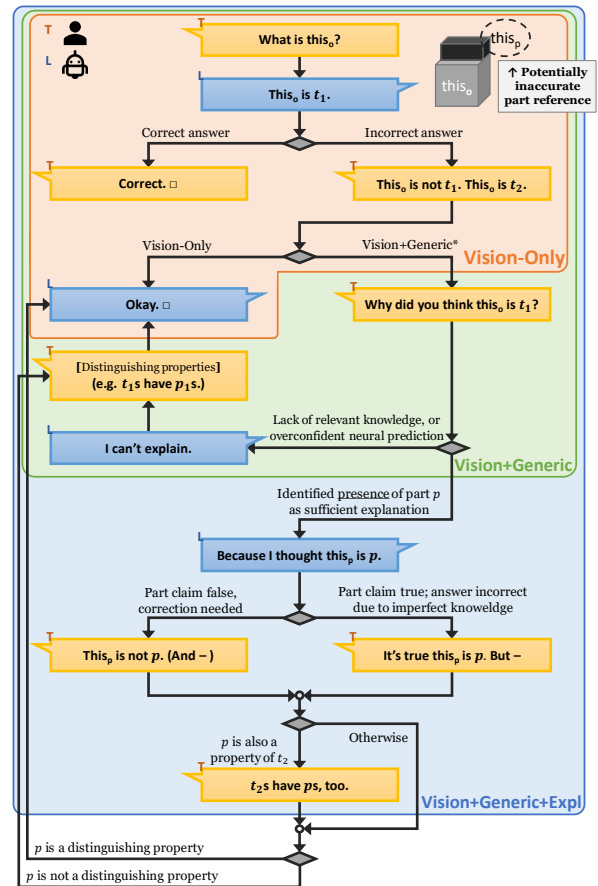 T
L
T
What is thisₒ?
thisₚ
thisₒ
↑ Potentially
inaccurate
part reference
L
Thisₒ is t₁.
Correct answer
Incorrect answer
T
Correct. □
T
Thisₒ is not t₁. This₀ is t₂.
Vision-Only
Vision+Generic*
Vision-Only
L
Okay. □
T
Why did you think thisₒ is t₁?
T
[Distinguishing properties]
(e.g. t₁s have p₁s.)
L
I can't explain.
Lack of relevant knowledge, or
overconfident neural prediction
Vision+Generic
Identified presence of part p
as sufficient explanation
L
Because I thought thisₚ is p.
Part claim false,
correction needed
Part claim true; answer incorrect
due to imperfect knoweldge
T
Thisₚ is not p. (And – )
T
It's true thisₚ is p. But –
p is also a
property of t₂
Otherwise
T
t₂s have ps, too.
Vision+Generic+Expl
p is a distinguishing property
p is not a distinguishing property